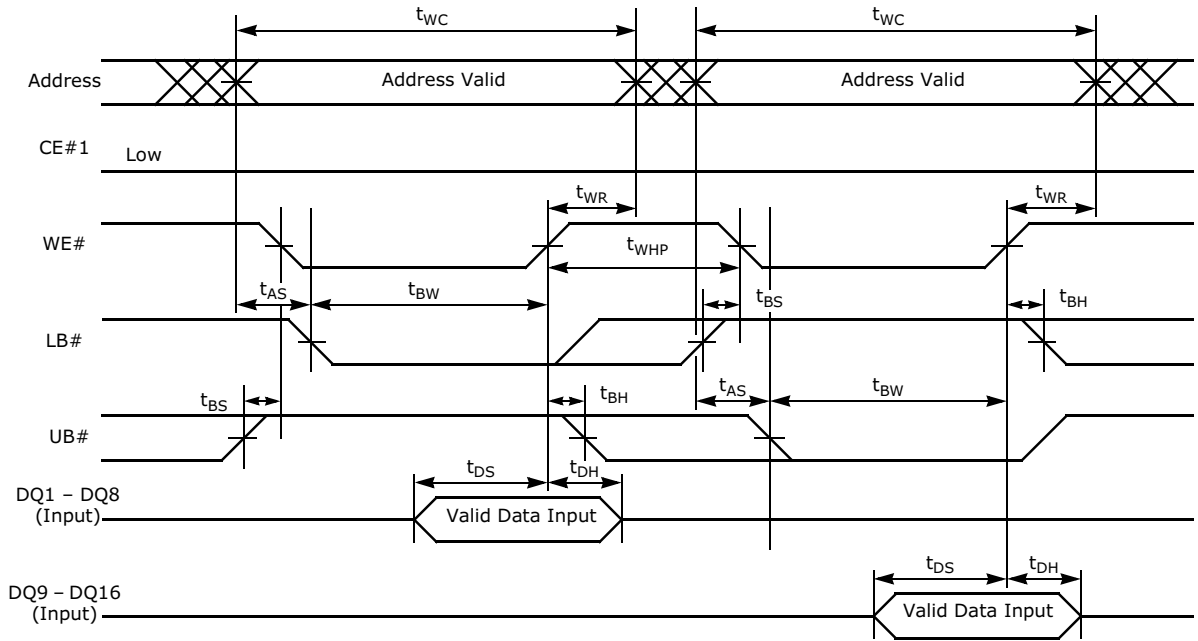 tWC tWC
Address Address Valid Address Valid
CE#1 Low
tWR tWR
WE# tWHP
tAS tBW tBS tBH
LB#
tBS tBH tAS tBW
UB#
tDS tDH
DQ1 – DQ8
(Input) Valid Data Input
tDS tDH
DQ9 – DQ16
(Input) Valid Data Input